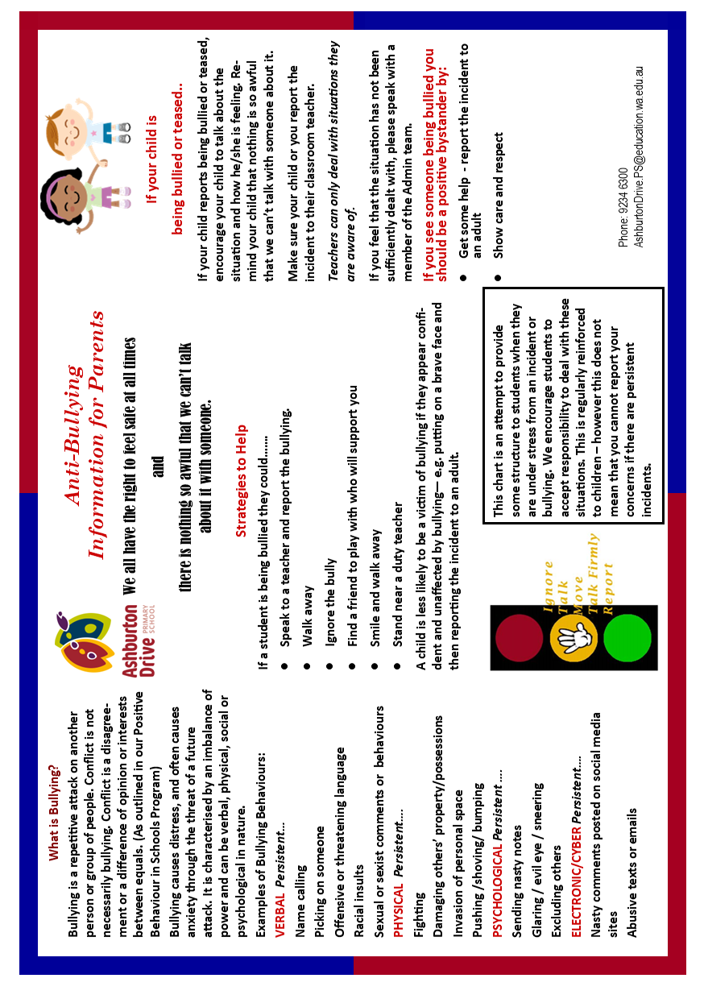 What is Bullying?
Bullying is a repetitive attack on another
person or group of people. Conflict is not
necessarily bullying. Conflict is a disagree-
ment or a difference of opinion or interests
between equals. (As outlined in our Positive
Behaviour in Schools Program)
Bullying causes distress, and often causes
anxiety through the threat of a future
attack. It is characterised by an imbalance of
power and can be verbal, physical, social or
psychological in nature.
Examples of Bullying Behaviours:
VERBAL Persistent...
Name calling
Picking on someone
Offensive or threatening language
Racial insults
Sexual or sexist comments or behaviours
PHYSICAL Persistent....
Fighting
Damaging others' property/possessions
Invasion of personal space
Pushing /shoving/ bumping
PSYCHOLOGICAL Persistent ....
Sending nasty notes
Glaring / evil eye / sneering
Excluding others
ELECTRONIC/CYBER Persistent....
Nasty comments posted on social media
sites
Abusive texts or emails
Ashburton
Drive PRIMARY
SCHOOL
Anti-Bullying
Information for Parents
We all have the right to feel safe at all times
and
there is nothing so awful that we can't talk
about it with someone.
Strategies to Help
If a student is being bullied they could........
● Speak to a teacher and report the bullying.
● Walk away
● Ignore the bully
● Find a friend to play with who will support you
● Smile and walk away
● Stand near a duty teacher
A child is less likely to be a victim of bullying if they appear confi-
dent and unaffected by bullying— e.g. putting on a brave face and
then reporting the incident to an adult.
Ignore
Talk
Move
Talk Firmly
Report
This chart is an attempt to provide
some structure to students when they
are under stress from an incident or
bullying. We encourage students to
accept responsibility to deal with these
situations. This is regularly reinforced
to children – however this does not
mean that you cannot report your
concerns if there are persistent
incidents.
If your child is
being bullied or teased..
If your child reports being bullied or teased,
encourage your child to talk about the
situation and how he/she is feeling. Re-
mind your child that nothing is so awful
that we can't talk with someone about it.
Make sure your child or you report the
incident to their classroom teacher.
Teachers can only deal with situations they
are aware of.
If you feel that the situation has not been
sufficiently dealt with, please speak with a
member of the Admin team.
If you see someone being bullied you
should be a positive bystander by:
● Get some help - report the incident to
an adult
● Show care and respect
Phone: 9234 6300
AshburtonDrive.PS@education.wa.edu.au